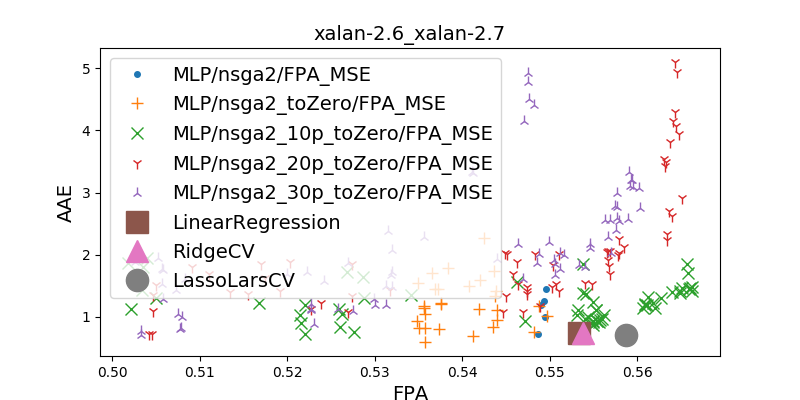 xalan-2.6_xalan-2.7
AAE
5
4
3
2
1
MLP/nsga2/FPA_MSE
MLP/nsga2_toZero/FPA_MSE
MLP/nsga2_10p_toZero/FPA_MSE
MLP/nsga2_20p_toZero/FPA_MSE
MLP/nsga2_30p_toZero/FPA_MSE
LinearRegression
RidgeCV
LassoLarsCV
0.50 0.51 0.52 0.53 0.54 0.55 0.56
FPA